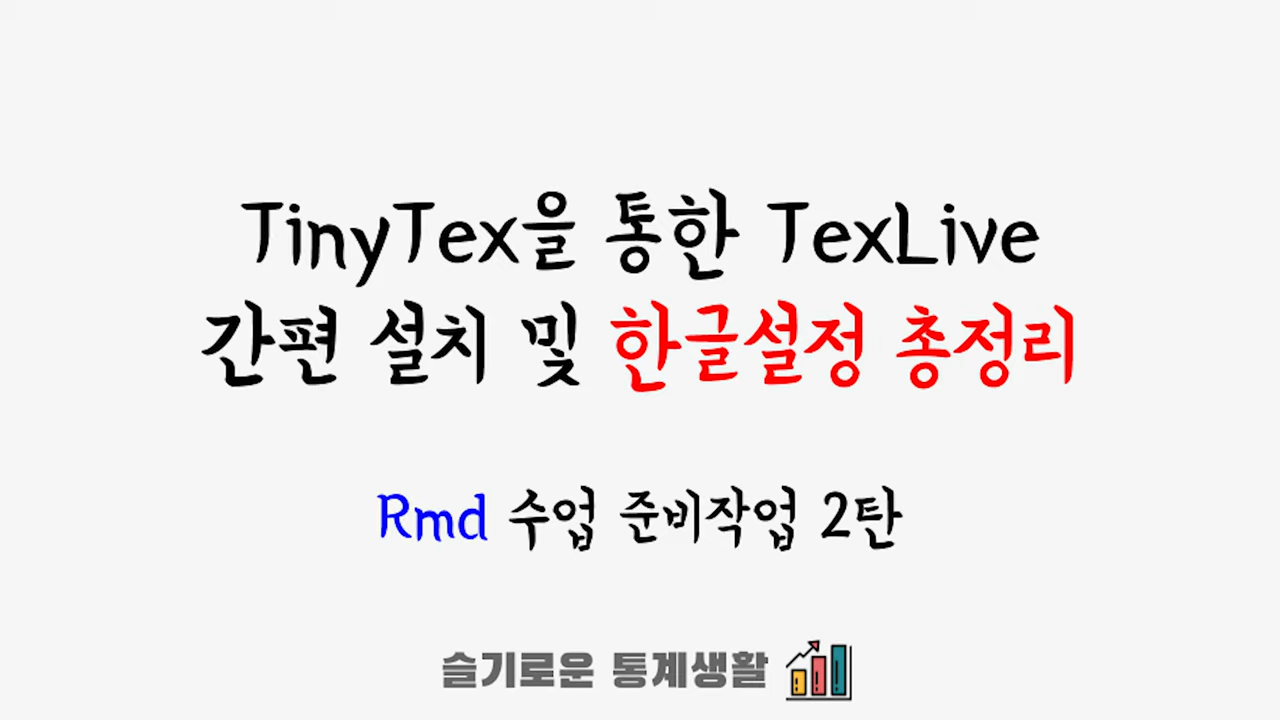 TinyTex을 통한 TexLive
간편 설치 및 한글설정 총정리
Rmd 수업 준비작업 2탄
슬기로운 통계생활